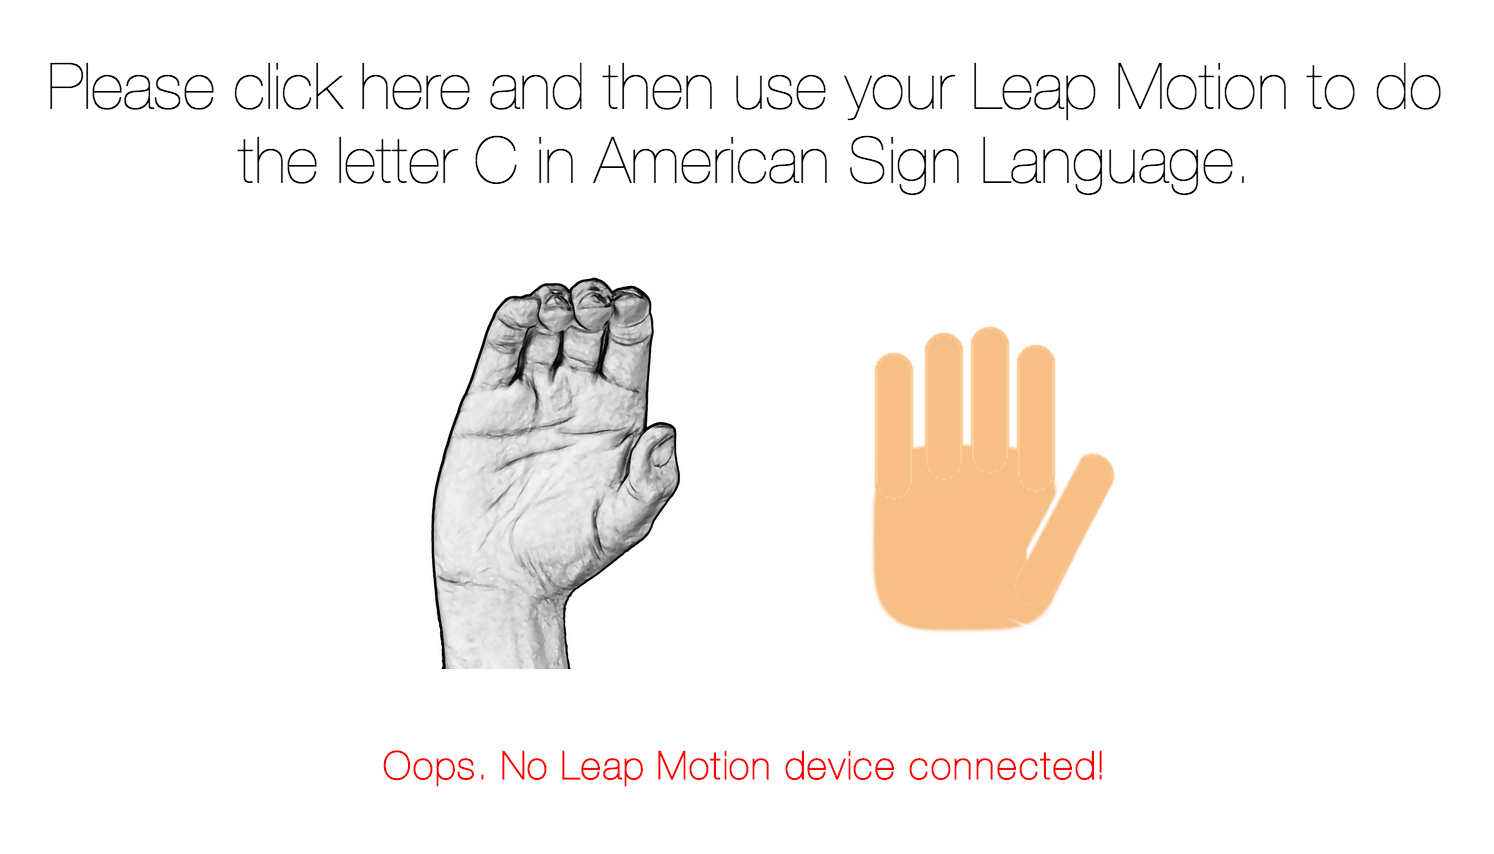 Please click here and then use your Leap Motion to do
the letter C in American Sign Language.
Oops. No Leap Motion device connected!